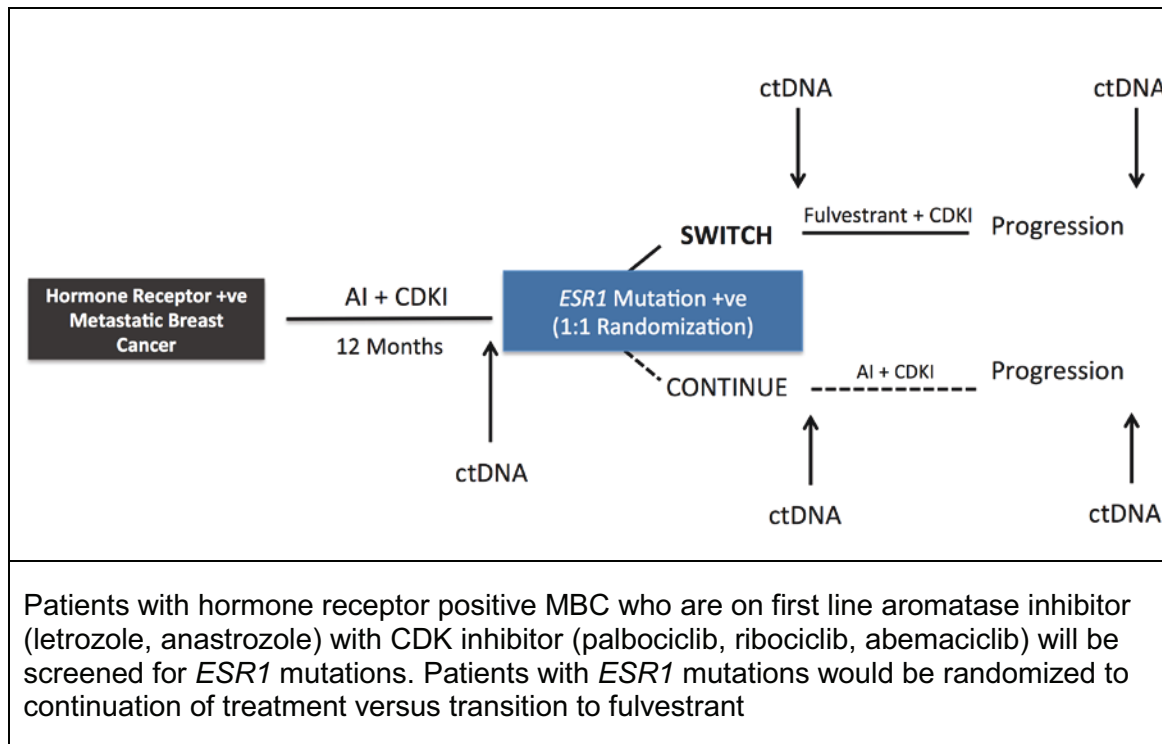 ctDNA
ctDNA
SWITCH
Fulvestrant + CDKI
Progression
Hormone Receptor +ve
Metastatic Breast
Cancer
AI + CDKI
12 Months
ESR1 Mutation +ve
(1:1 Randomization)
CONTINUE
AI + CDKI
Progression
ctDNA
ctDNA
ctDNA
Patients with hormone receptor positive MBC who are on first line aromatase inhibitor
(letrozole, anastrozole) with CDK inhibitor (palbociclib, ribociclib, abemaciclib) will be
screened for ESR1 mutations. Patients with ESR1 mutations would be randomized to
continuation of treatment versus transition to fulvestrant